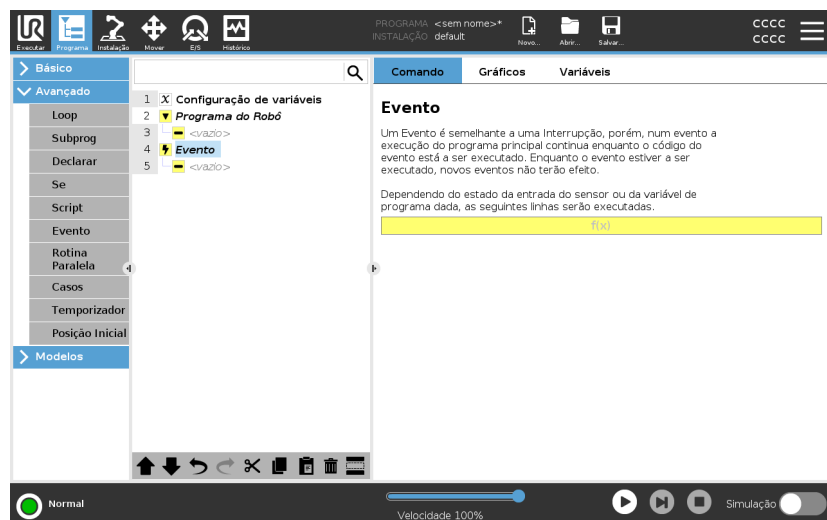 PROGRAMA <sem nome>*
INSTALAÇÃO default
cccc
cccc
Executar Programa Instalação Mover E/S Histórico Novo... Abrir... Salvar...
Básico
Avançado
Loop
Subprog
Declarar
Se
Script
Evento
Rotina
Paralela
Casos
Temporizador
Posição Inicial
Modelos
1 X Configuração de variáveis
2 Programa do Robô
3 <vazio>
4 Evento
5 <vazio>
Comando Gráficos Variáveis
Evento
Um Evento é semelhante a uma Interrupção, porém, num evento a
execução do programa principal continua enquanto o código do
evento está a ser executado. Enquanto o evento estiver a ser
executado, novos eventos não terão efeito.
Dependendo do estado da entrada do sensor ou da variável de
programa dada, as seguintes linhas serão executadas.
f(x)
Normal
Velocidade 100%
Simulação